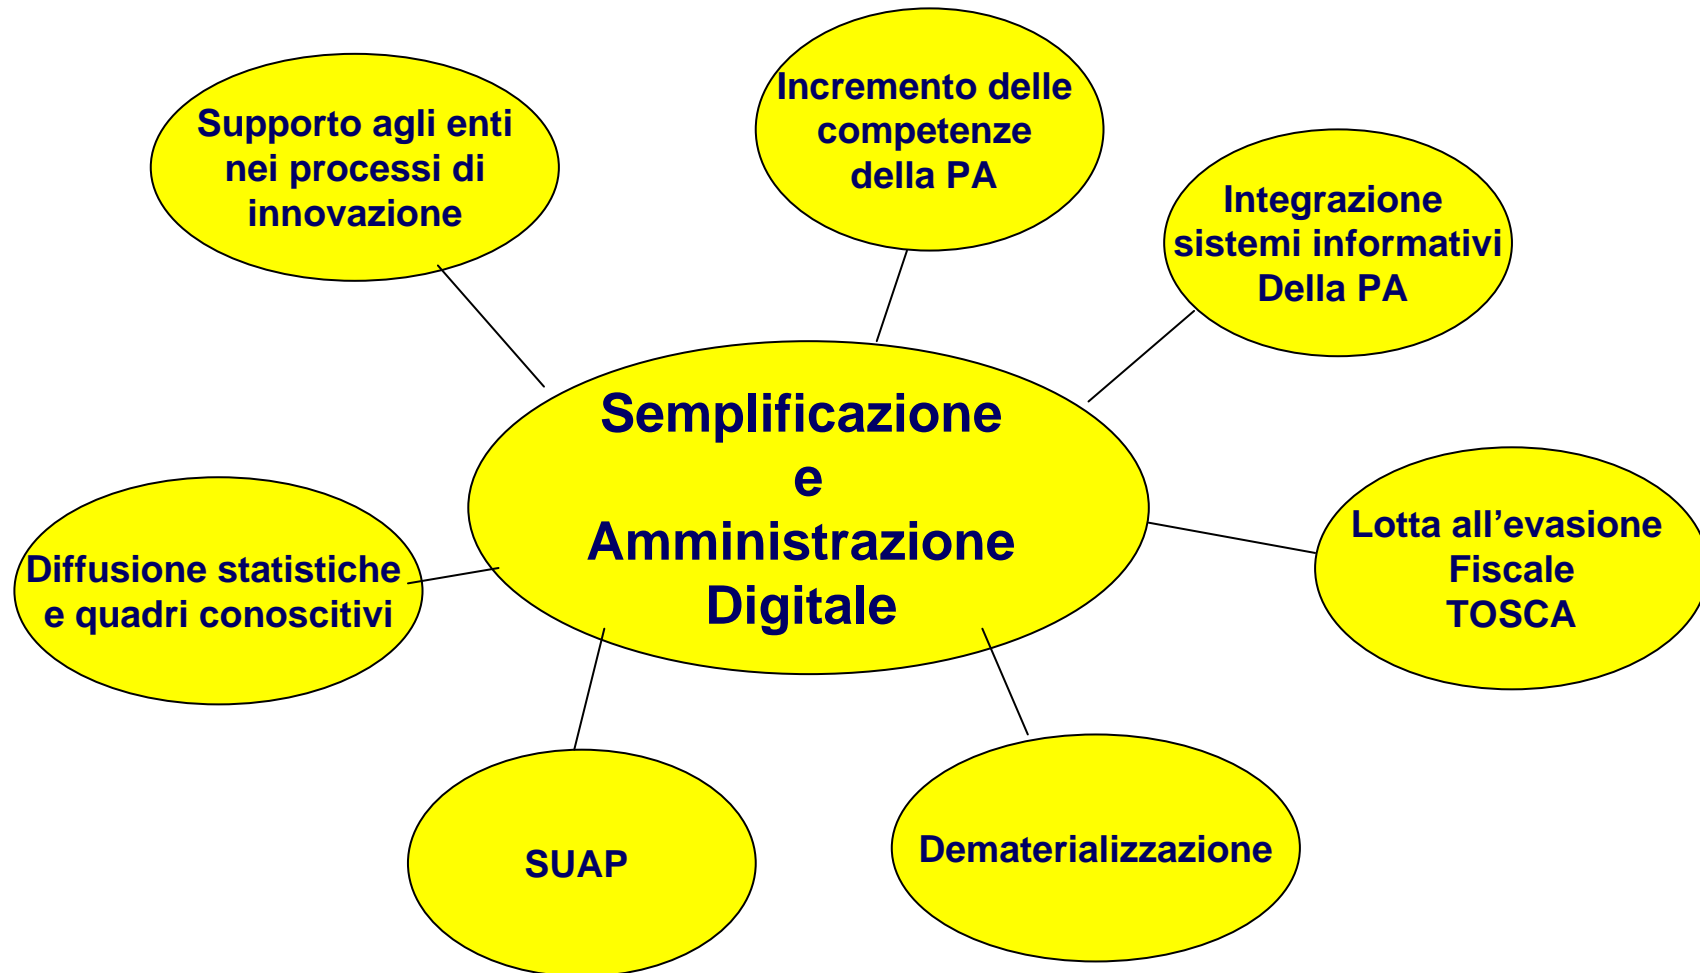 Supporto agli enti
nei processi di
innovazione
Incremento delle
competenze
della PA
Integrazione
sistemi informativi
Della PA
Semplificazione
e
Amministrazione
Digitale
Lotta all’evasione
Fiscale
TOSCA
Diffusione statistiche
e quadri conoscitivi
SUAP
Dematerializzazione